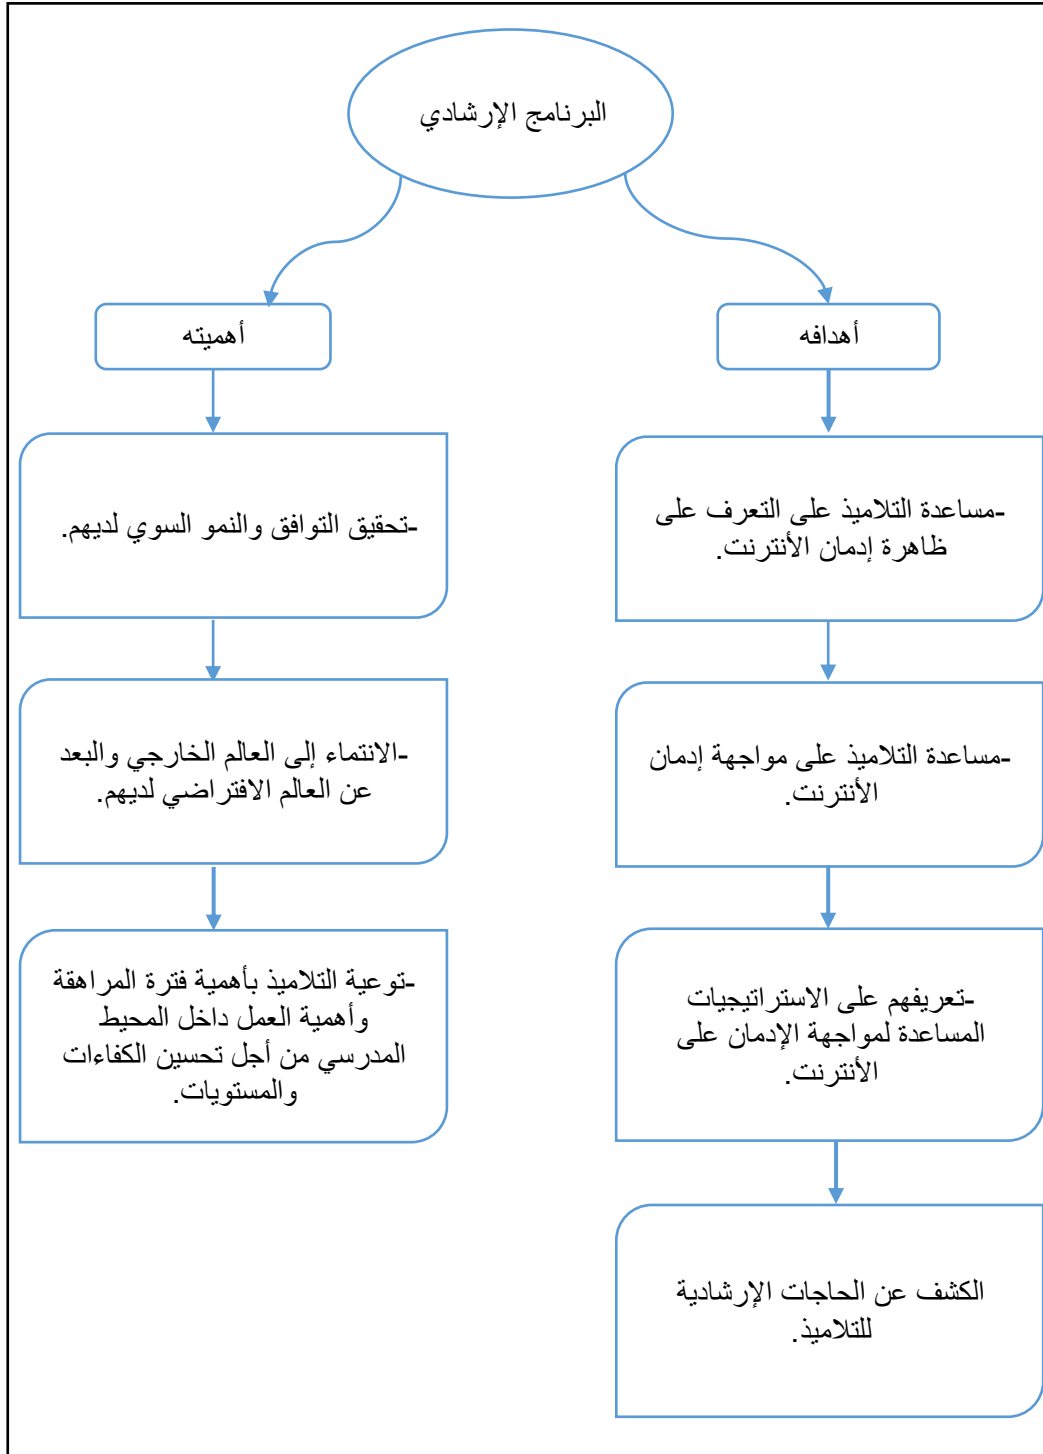 البرنامج الإرشادي
أهدافه
-مساعدة التلاميذ على التعرف على
ظاهرة إدمان الأنترنت.
-مساعدة التلاميذ على مواجهة إدمان
الأنترنت.
-تعريفهم على الاستراتيجيات
المساعدة لمواجهة الإدمان على
الأنترنت.
الكشف عن الحاجات الإرشادية
للتلاميذ.
أهميته
-تحقيق التوافق والنمو السوي لديهم.
-الانتماء إلى العالم الخارجي والبعد
عن العالم الافتراضي لديهم.
-توعية التلاميذ بأهمية فترة المراهقة
وأهمية العمل داخل المحيط
المدرسي من أجل تحسين الكفاءات
والمستويات.